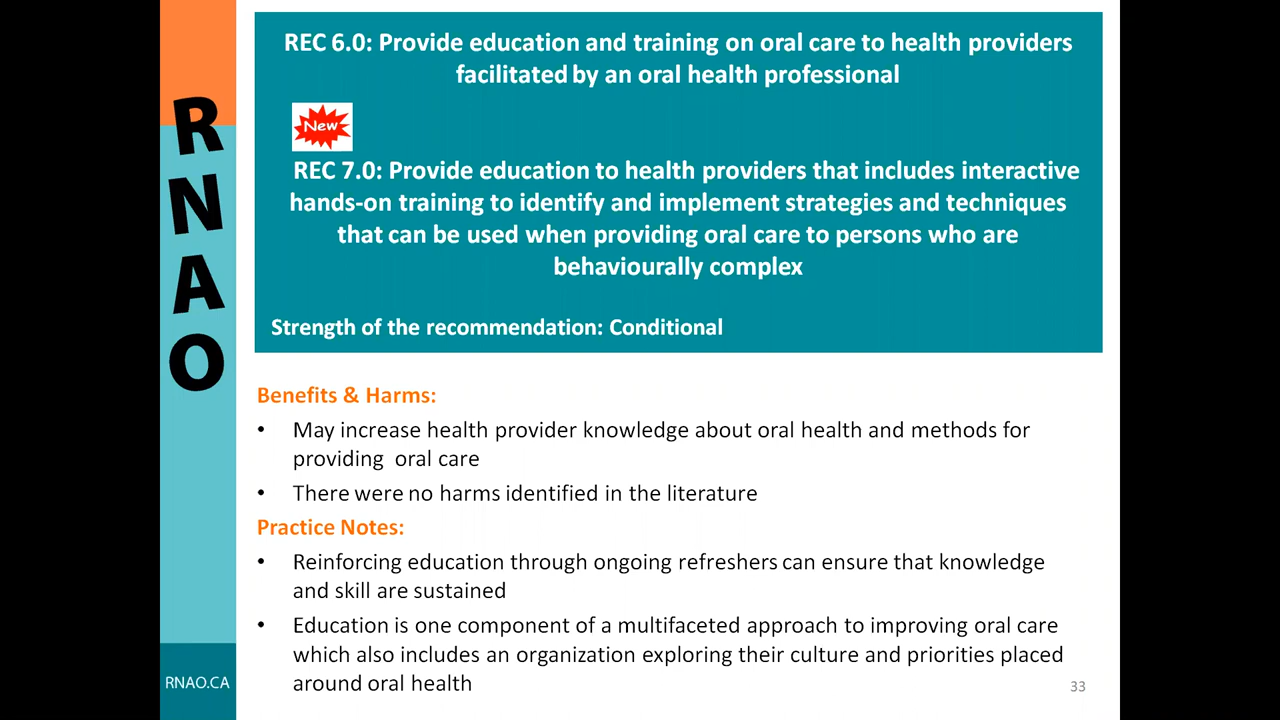 RNAO
REC 6.0: Provide education and training on oral care to health providers
facilitated by an oral health professional
New
REC 7.0: Provide education to health providers that includes interactive
hands-on training to identify and implement strategies and techniques
that can be used when providing oral care to persons who are
behaviourally complex
Strength of the recommendation: Conditional
Benefits & Harms:
• May increase health provider knowledge about oral health and methods for
providing oral care
• There were no harms identified in the literature
Practice Notes:
• Reinforcing education through ongoing refreshers can ensure that knowledge
and skill are sustained
• Education is one component of a multifaceted approach to improving oral care
which also includes an organization exploring their culture and priorities placed
around oral health
RNAO.CA
33